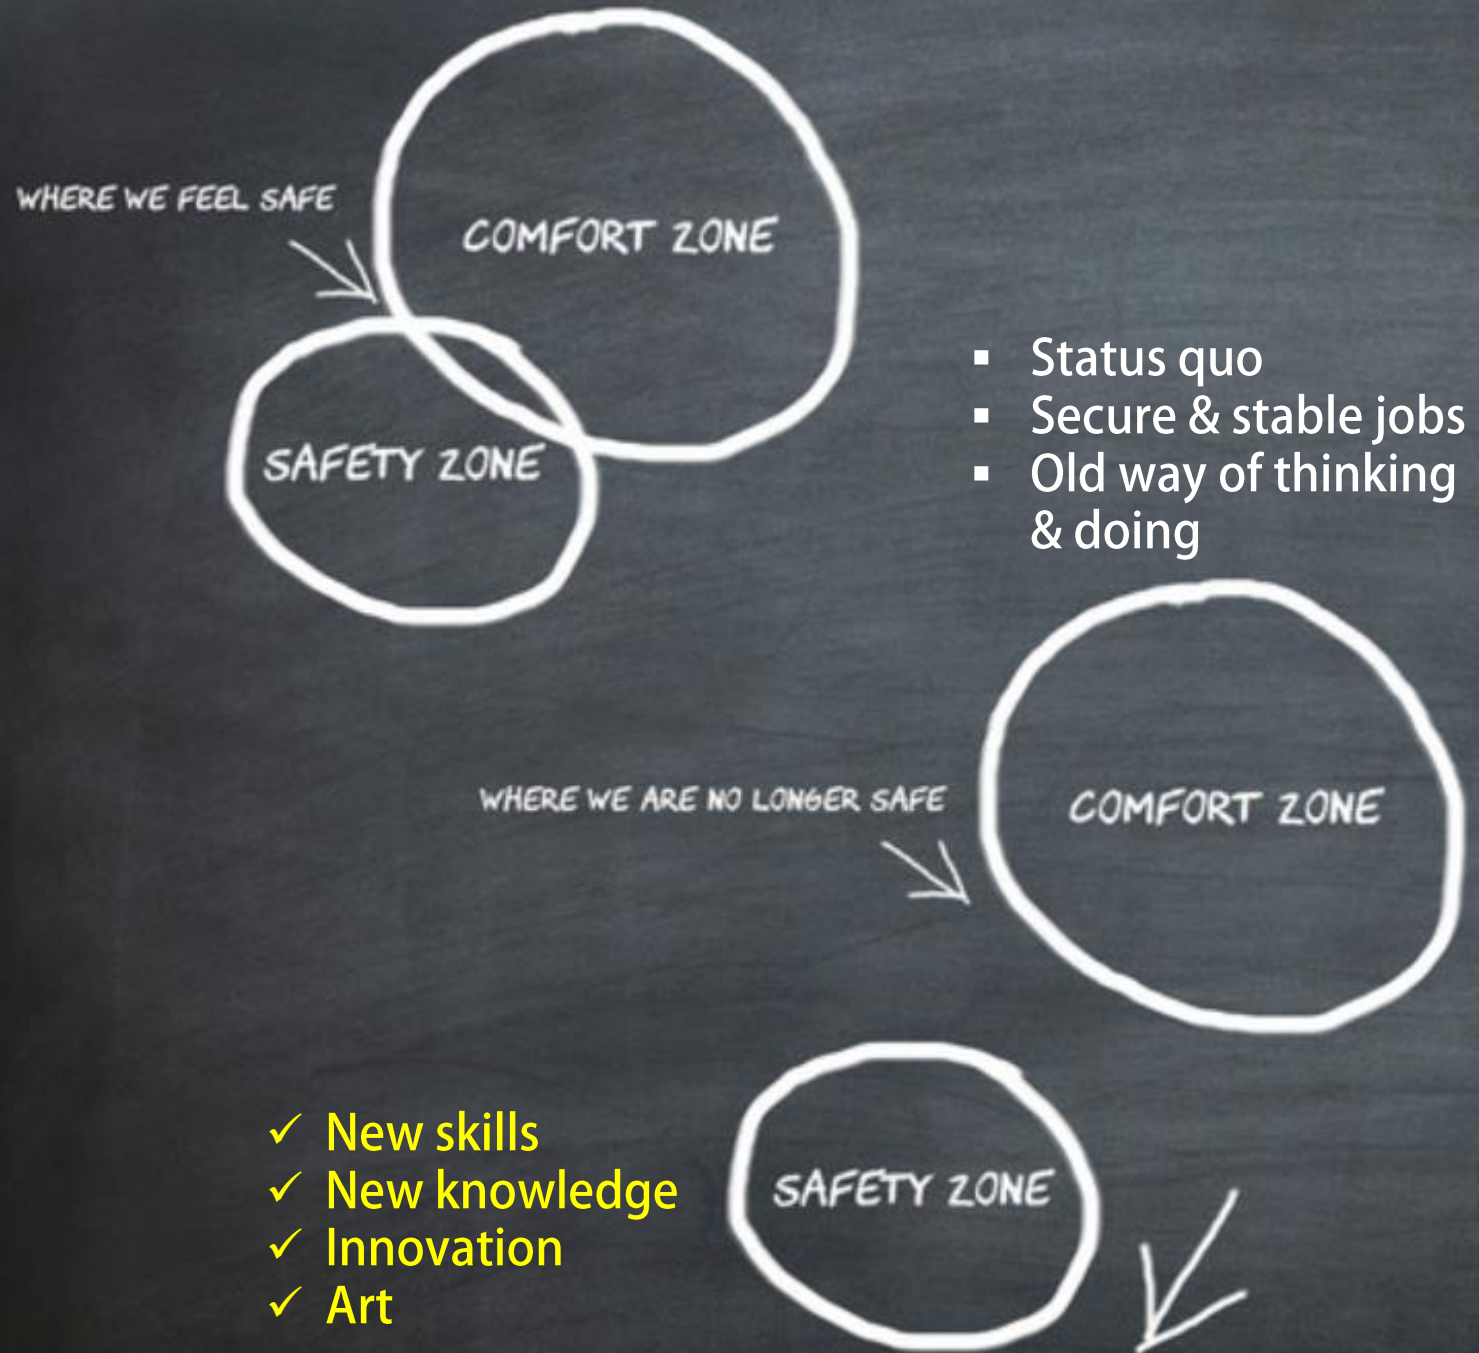 WHERE WE FEEL SAFE
COMFORT ZONE
SAFETY ZONE
▪ Status quo
▪ Secure & stable jobs
▪ Old way of thinking
& doing
WHERE WE ARE NO LONGER SAFE
COMFORT ZONE
SAFETY ZONE
✓ New skills
✓ New knowledge
✓ Innovation
✓ Art